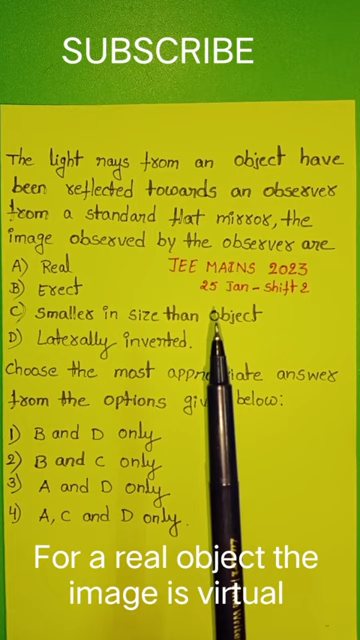 SUBSCRIBE
The light rays from an object have
been reflected towards an observer
from a standard flat mirror, the
image observed by the observer are
A) Real
JEE MAINS 2023
B) Erect
25 Jan - shift 2
C) Smaller in size than object
D) Laterally inverted.
Choose the most appropriate answer
from the options given below:
1) B and D only
2) B and C only
3) A and D only
4) A, C and D only.
For a real object the
image is virtual